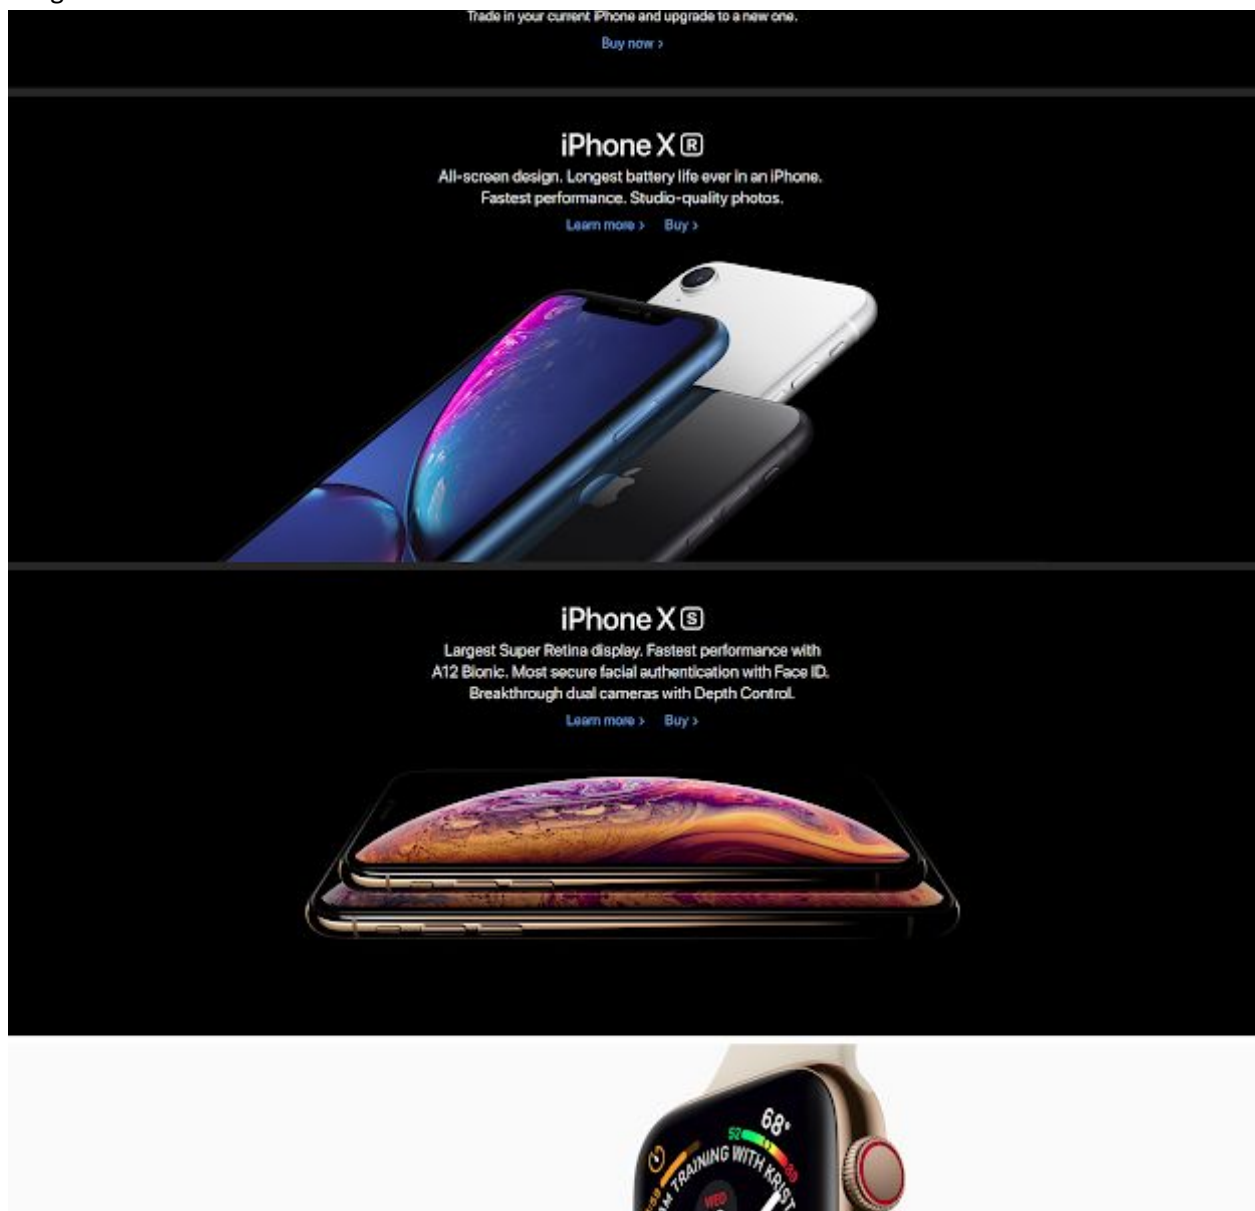 Trade in your current iPhone and upgrade to a new one.
Buy now >
iPhone X R
All-screen design. Longest battery life ever in an iPhone.
Fastest performance. Studio-quality photos.
Learn more > Buy >
iPhone X S
Largest Super Retina display. Fastest performance with
A12 Bionic. Most secure facial authentication with Face ID.
Breakthrough dual cameras with Depth Control.
Learn more > Buy >
68°
52 88
TRAINING WITH KRIST
WED